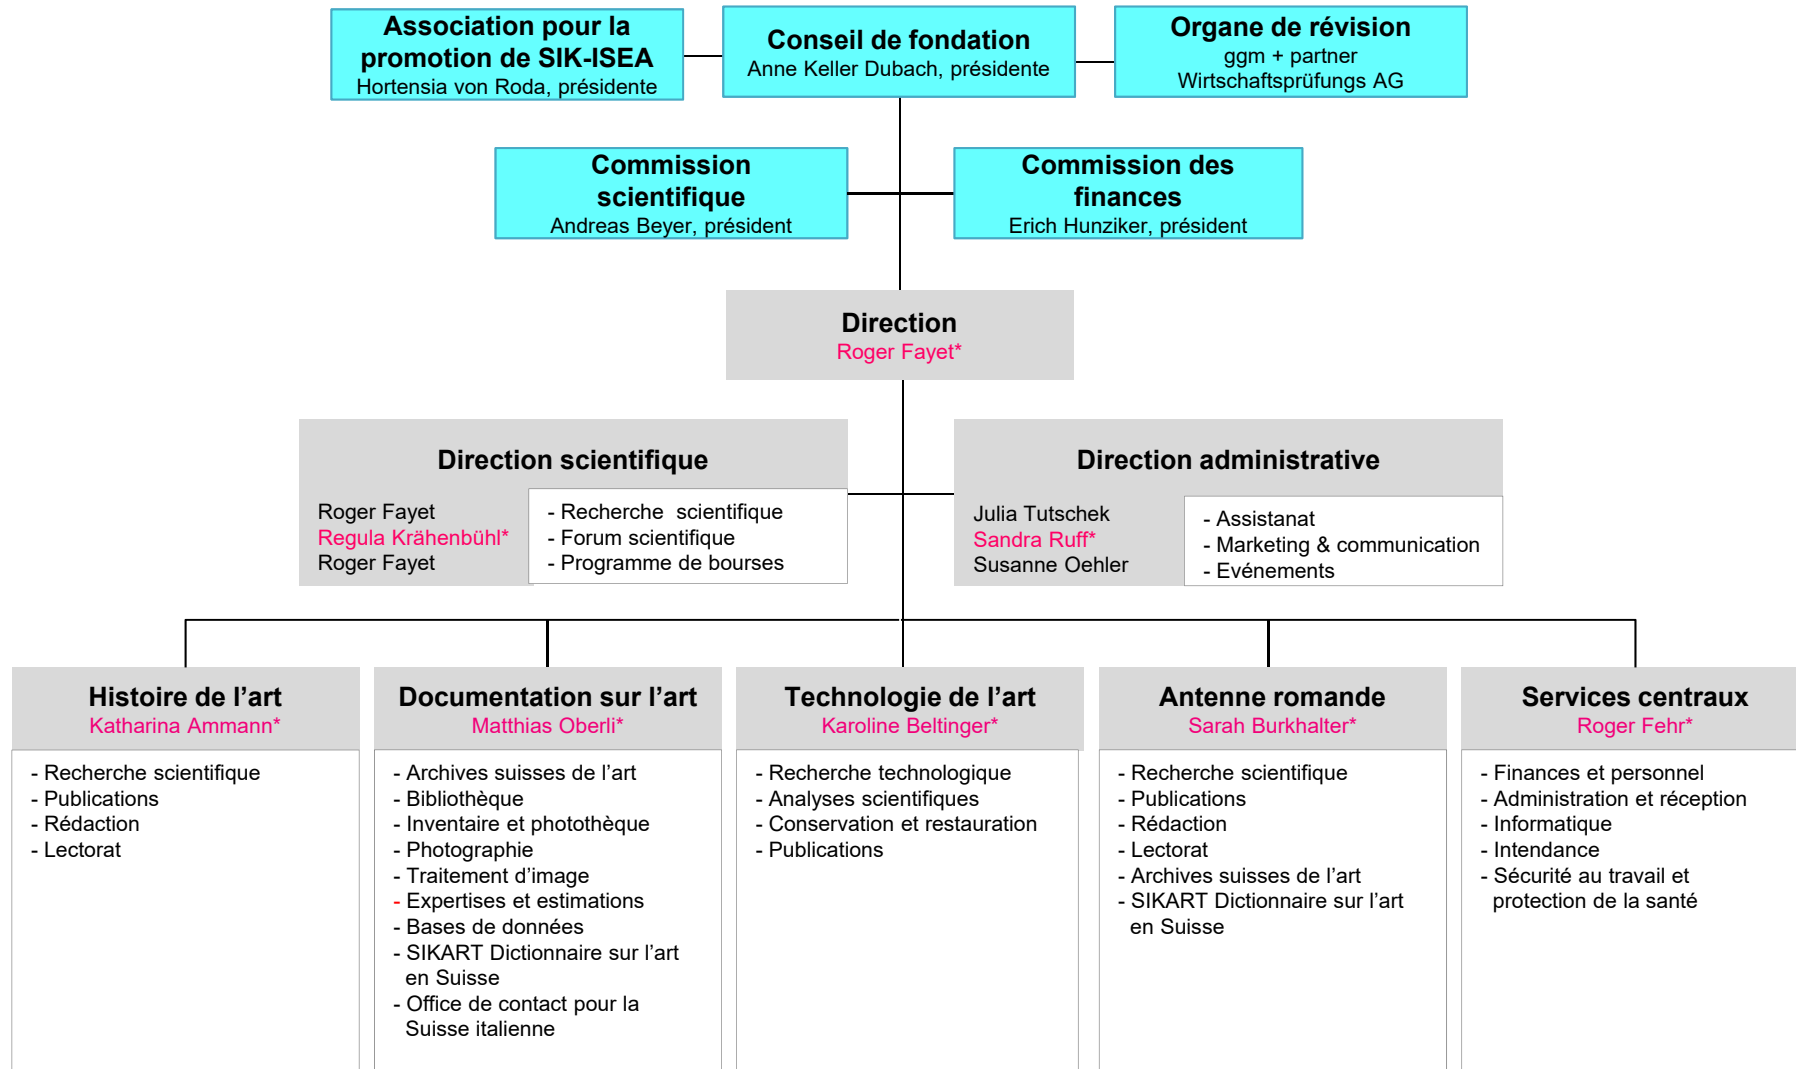 Association pour la
promotion de SIK-ISEA
Hortensia von Roda, présidente
Conseil de fondation
Anne Keller Dubach, présidente
Organe de révision
ggm + partner
Wirtschaftsprüfungs AG
Commission
scientifique
Andreas Beyer, président
Commission des
finances
Erich Hunziker, président
Direction
Roger Fayet*
Direction scientifique
Roger Fayet
Regula Krähenbühl*
Roger Fayet
- Recherche  scientifique
- Forum scientifique
- Programme de bourses
Direction administrative
Julia Tutschek
Sandra Ruff*
Susanne Oehler
- Assistanat
- Marketing & communication
- Evénements
Histoire de l’art
Katharina Ammann*
- Recherche scientifique
- Publications
- Rédaction
- Lectorat
Documentation sur l’art
Matthias Oberli*
- Archives suisses de l’art
- Bibliothèque
- Inventaire et photothèque
- Photographie
- Traitement d’image
- Expertises et estimations
- Bases de données
- SIKART Dictionnaire sur l’art
en Suisse
- Office de contact pour la
Suisse italienne
Technologie de l’art
Karoline Beltinger*
- Recherche technologique
- Analyses scientifiques
- Conservation et restauration
- Publications
Antenne romande
Sarah Burkhalter*
- Recherche scientifique
- Publications
- Rédaction
- Lectorat
- Archives suisses de l’art
- SIKART Dictionnaire sur l’art
en Suisse
Services centraux
Roger Fehr*
- Finances et personnel
- Administration et réception
- Informatique
- Intendance
- Sécurité au travail et
protection de la santé